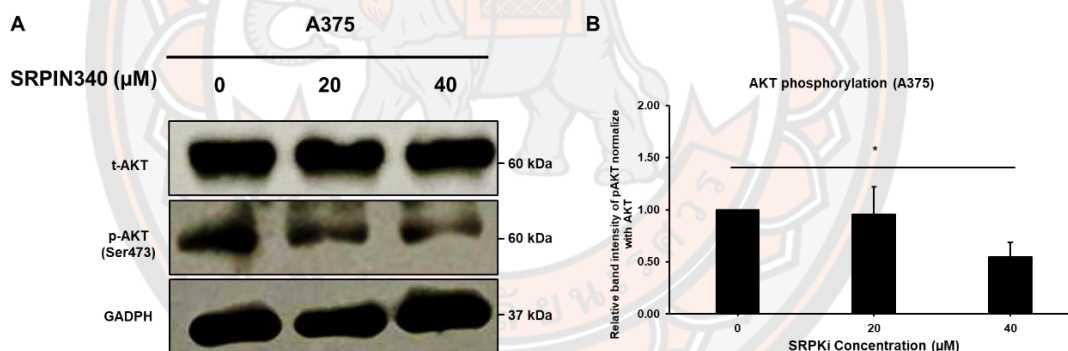 A
A375
SRPIN340 (µM)
0
20
40
t-AKT
60 kDa
p-AKT
(Ser473)
60 kDa
GADPH
37 kDa
B
AKT phosphorylation (A375)
Relative band intensity of pAKT normalize
with AKT
2.00
1.50
1.00
0.50
0.00
*
0
20
40
SRPKi Concentration (µM)